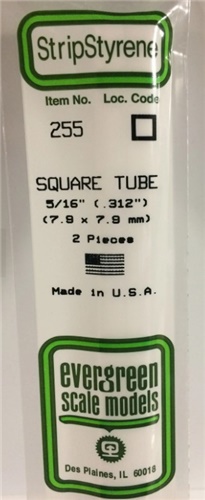 StripStyrene
Item No. Loc. Code
255
SQUARE TUBE
5/16" (.312")
(7.9 x 7.9 mm)
2 Pieces
Made in U.S.A.
evergreen
scale models
Des Plaines, IL 60018